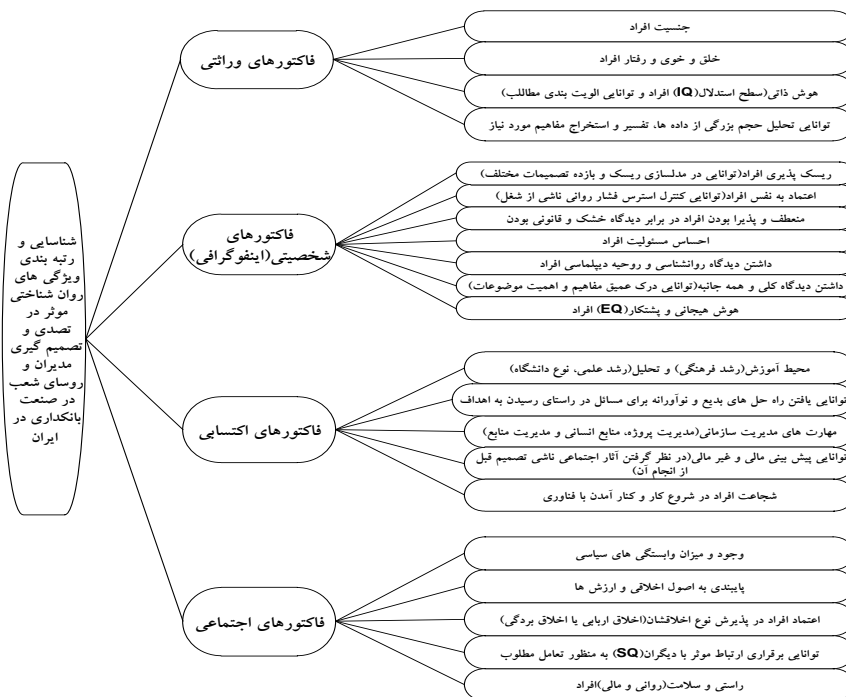 شناسایی و
رتبه بندی
ویژگی های
روان شناختی
موثر در
تصدی و
تصمیم گیری
مدیران و
روسای شعب
در صنعت
بانکداری در
ایران
فاکتورهای وراثتی
جنسیت افراد
خلق و خوی و رفتار افراد
هوش ذاتی(سطح استدلال(IQ) افراد و توانایی الویت بندی مطاللب)
توانایی تحلیل حجم بزرگی از داده ها، تفسیر و استخراج مفاهیم مورد نیاز
فاکتورهای
شخصیتی(اینفوگرافی)
ریسک پذیری افراد(توانایی در مدلسازی ریسک و بازده تصمیمات مختلف)
اعتماد به نفس افراد(توانایی کنترل استرس فشار روانی ناشی از شغل)
منعطف و پذیرا بودن افراد در برابر دیدگاه خشک و قانونی بودن
احساس مسئولیت افراد
داشتن دیدگاه روانشناسی و روحیه دیپلماسی افراد
داشتن دیدگاه کلی و همه جانبه(توانایی درک عمیق مفاهیم و اهمیت موضوعات)
هوش هیجانی و پشتکار(EQ) افراد
فاکتورهای اکتسابی
محیط آموزش(رشد فرهنگی) و تحلیل(رشد علمی، نوع دانشگاه)
توانایی یافتن راه حل های بدیع و نوآورانه برای مسائل در راستای رسیدن به اهداف
مهارت های مدیریت سازمانی(مدیریت پروژه، منابع انسانی و مدیریت منابع)
توانایی پیش بینی مالی و غیر مالی(در نظر گرفتن آثار اجتماعی ناشی تصمیم قبل
از انجام آن)
شجاعت افراد در شروع کار و کنار آمدن با فناوری
فاکتورهای اجتماعی
وجود و میزان وابستگی های سیاسی
پایبندی به اصول اخلاقی و ارزش ها
اعتماد افراد در پذیرش نوع اخلاقشان(اخلاق اربابی یا اخلاق بردگی)
توانایی برقراری ارتباط موثر با دیگران(SQ) به منظور تعامل مطلوب
راستی و سلامت(روانی و مالی)افراد